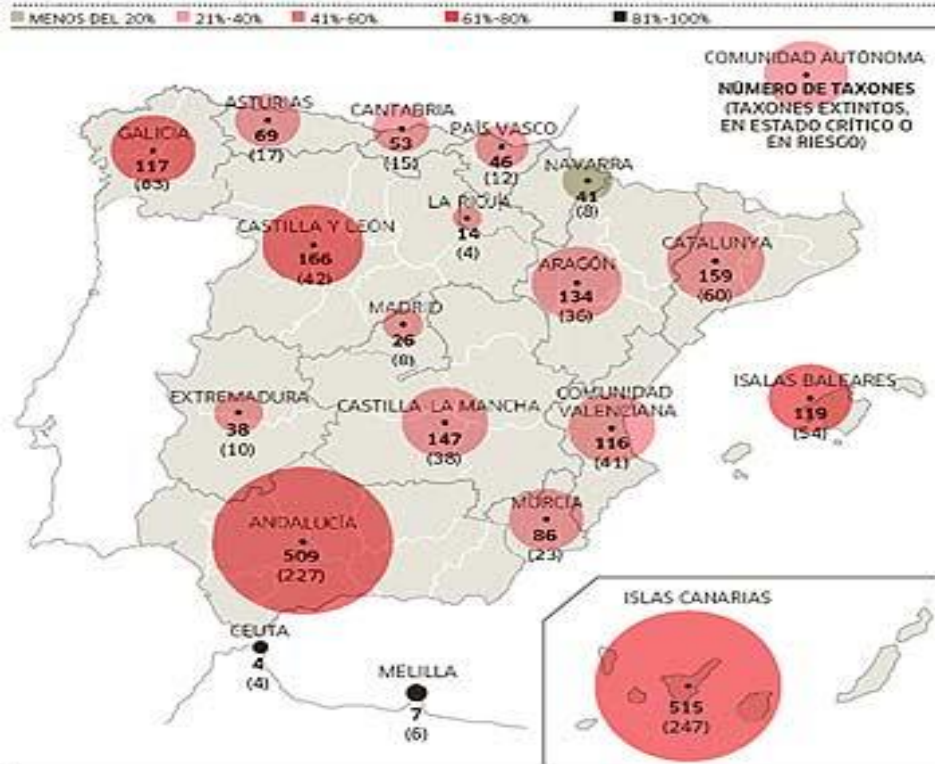 MENOS DEL 20% 21%-40% 41%-60% 61%-80% 81%-100%
COMUNIDAD AUTÓNOMA
NÚMERO DE TAXONES
(TAXONES EXTINTOS,
EN ESTADO CRÍTICO O
EN RIESGO)
ASTURIAS
69
(17)
CANTABRIA
53
(15)
PAÍS VASCO
46
(12)
GALICIA
117
(63)
NAVARRA
41
(8)
LA RIOJA
14
(4)
CASTILLA Y LEÓN
166
(42)
ARAGÓN
134
(36)
CATALUNYA
159
(60)
MADRID
26
(8)
EXTREMADURA
38
(10)
CASTILLA-LA MANCHA
147
(38)
COMUNIDAD
VALENZIANA
116
(41)
ISALAS BALEARES
119
(54)
MURCIA
86
(23)
ANDALUCÍA
509
(227)
CEUTA
4
(4)
MELILLA
7
(6)
ISLAS CANARIAS
515
(247)